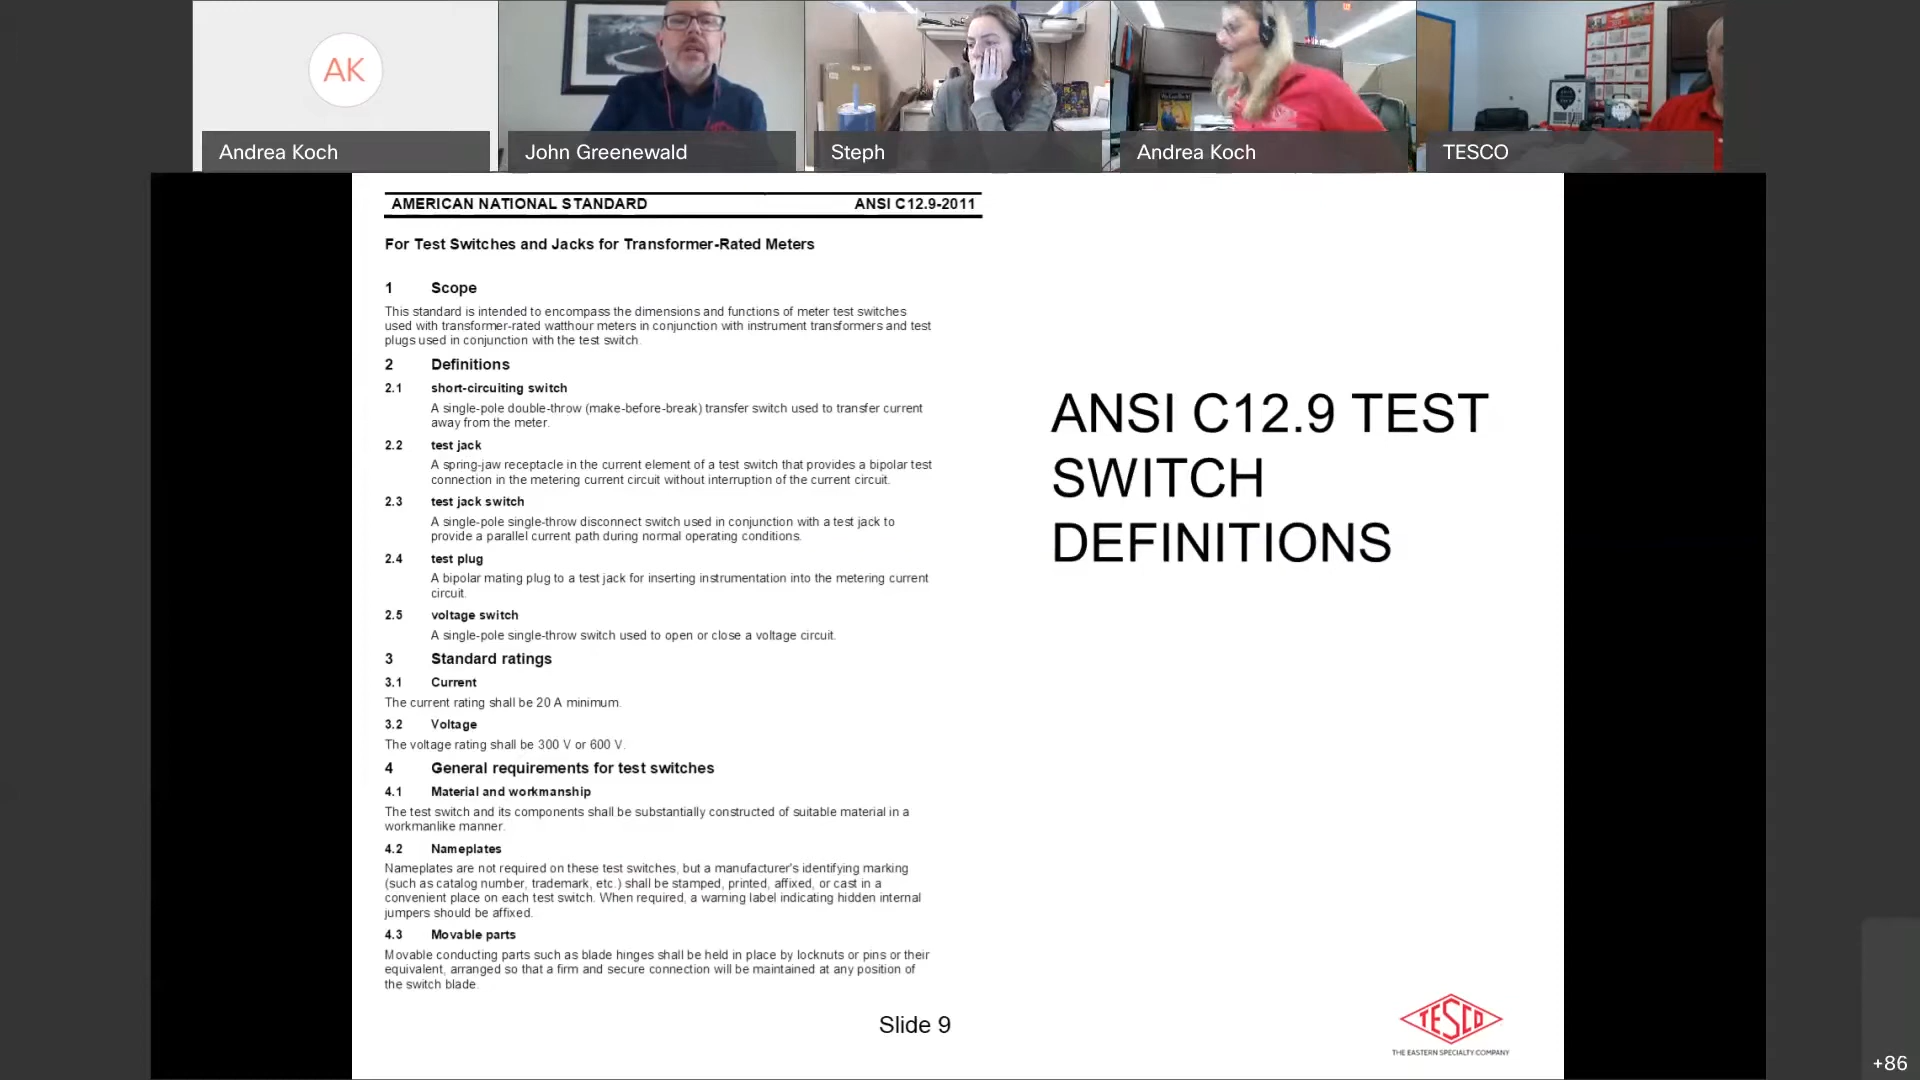 AK
Andrea Koch
John Greenewald
Steph
Andrea Koch
TESCO
AMERICAN NATIONAL STANDARD ANSI C12.9-2011
For Test Switches and Jacks for Transformer-Rated Meters
1 Scope
This standard is intended to encompass the dimensions and functions of meter test switches
used with transformer-rated watthour meters in conjunction with instrument transformers and test
plugs used in conjunction with the test switch.
2 Definitions
2.1 short-circuiting switch
A single-pole double-throw (make-before-break) transfer switch used to transfer current
away from the meter.
2.2 test jack
A spring-jaw receptacle in the current element of a test switch that provides a bipolar test
connection in the metering current circuit without interruption of the current circuit.
2.3 test jack switch
A single-pole single-throw disconnect switch used in conjunction with a test jack to
provide a parallel current path during normal operating conditions.
2.4 test plug
A bipolar mating plug to a test jack for inserting instrumentation into the metering current
circuit.
2.5 voltage switch
A single-pole single-throw switch used to open or close a voltage circuit.
3 Standard ratings
3.1 Current
The current rating shall be 20 A minimum.
3.2 Voltage
The voltage rating shall be 300 V or 600 V.
4 General requirements for test switches
4.1 Material and workmanship
The test switch and its components shall be substantially constructed of suitable material in a
workmanlike manner.
4.2 Nameplates
Nameplates are not required on these test switches, but a manufacturer's identifying marking
(such as catalog number, trademark, etc.) shall be stamped, printed, affixed, or cast in a
convenient place on each test switch. When required, a warning label indicating hidden internal
jumpers should be affixed.
4.3 Movable parts
Movable conducting parts such as blade hinges shall be held in place by locknuts or pins or their
equivalent, arranged so that a firm and secure connection will be maintained at any position of
the switch blade.
ANSI C12.9 TEST
SWITCH
DEFINITIONS
Slide 9
TESCO
THE EASTERN SPECIALTY COMPANY
+86